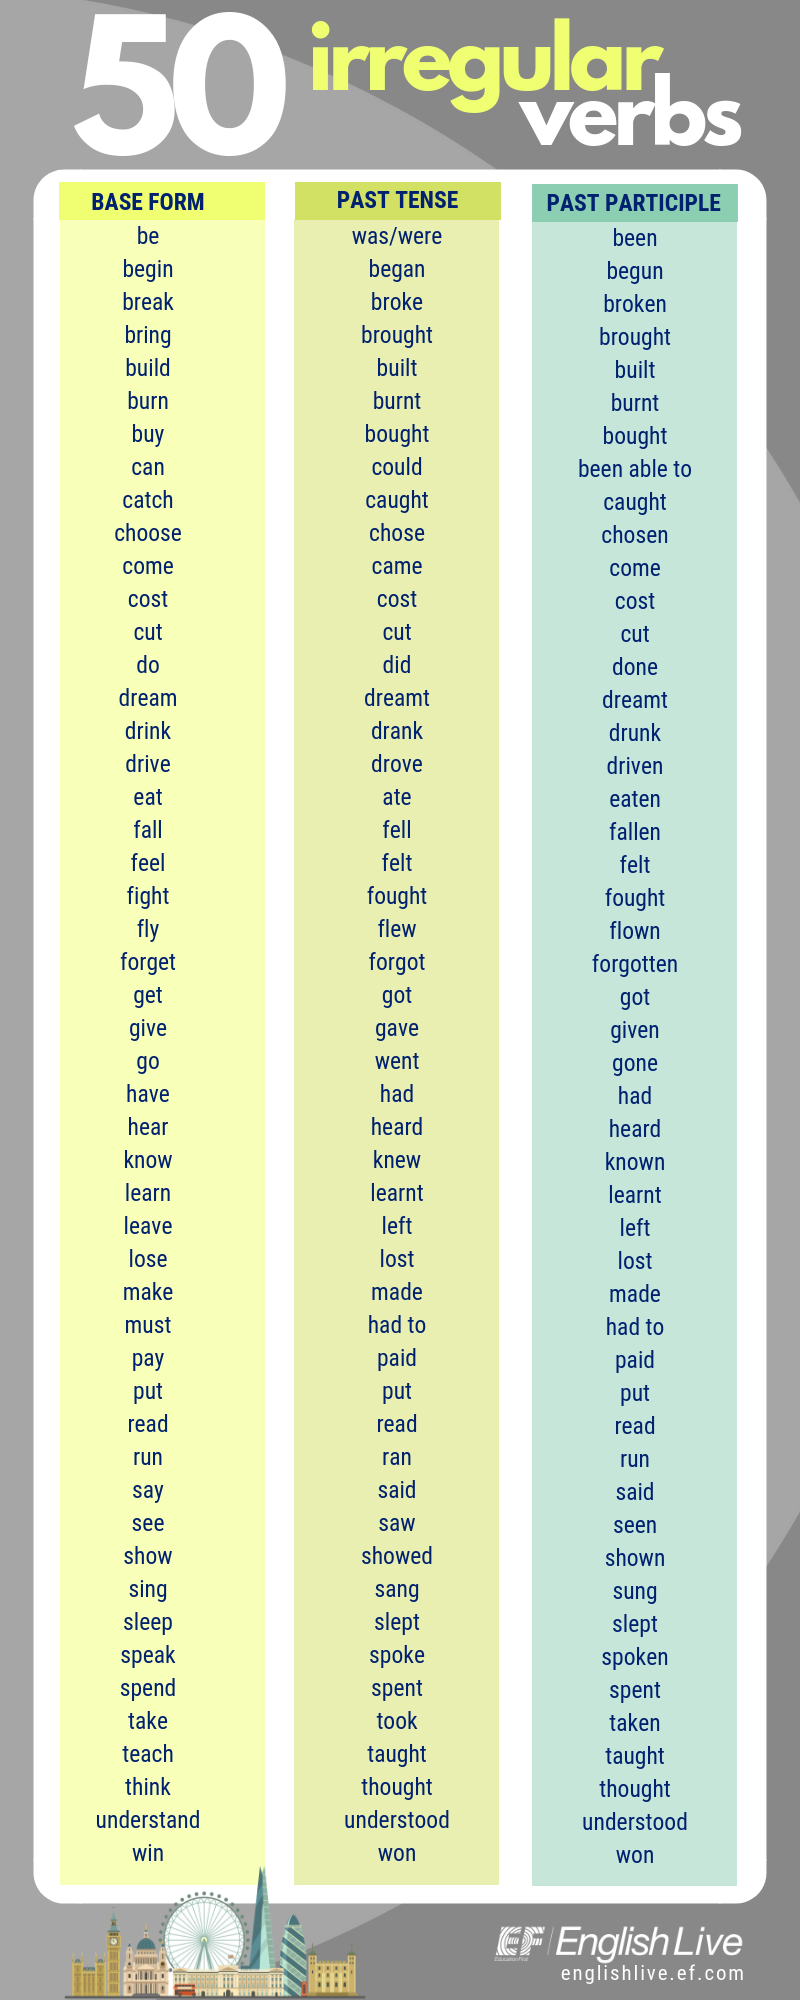 50 irregular
verbs
BASE FORM PAST TENSE PAST PARTICIPLE
be was/were been
begin began begun
break broke broken
bring brought brought
build built built
burn burnt burnt
buy bought bought
can could been able to
catch caught caught
choose chose chosen
come came come
cost cost cost
cut cut cut
do did done
dream dreamt dreamt
drink drank drunk
drive drove driven
eat ate eaten
fall fell fallen
feel felt felt
fight fought fought
fly flew flown
forget forgot forgotten
get got got
give gave given
go went gone
have had had
hear heard heard
know knew known
learn learnt learnt
leave left left
lose lost lost
make made made
must had to had to
pay paid paid
put put put
read read read
run ran run
say said said
see saw seen
show showed shown
sing sang sung
sleep slept slept
speak spoke spoken
spend spent spent
take took taken
teach taught taught
think thought thought
understand understood understood
win won won
EF English Live
Education First
englishlive.ef.com